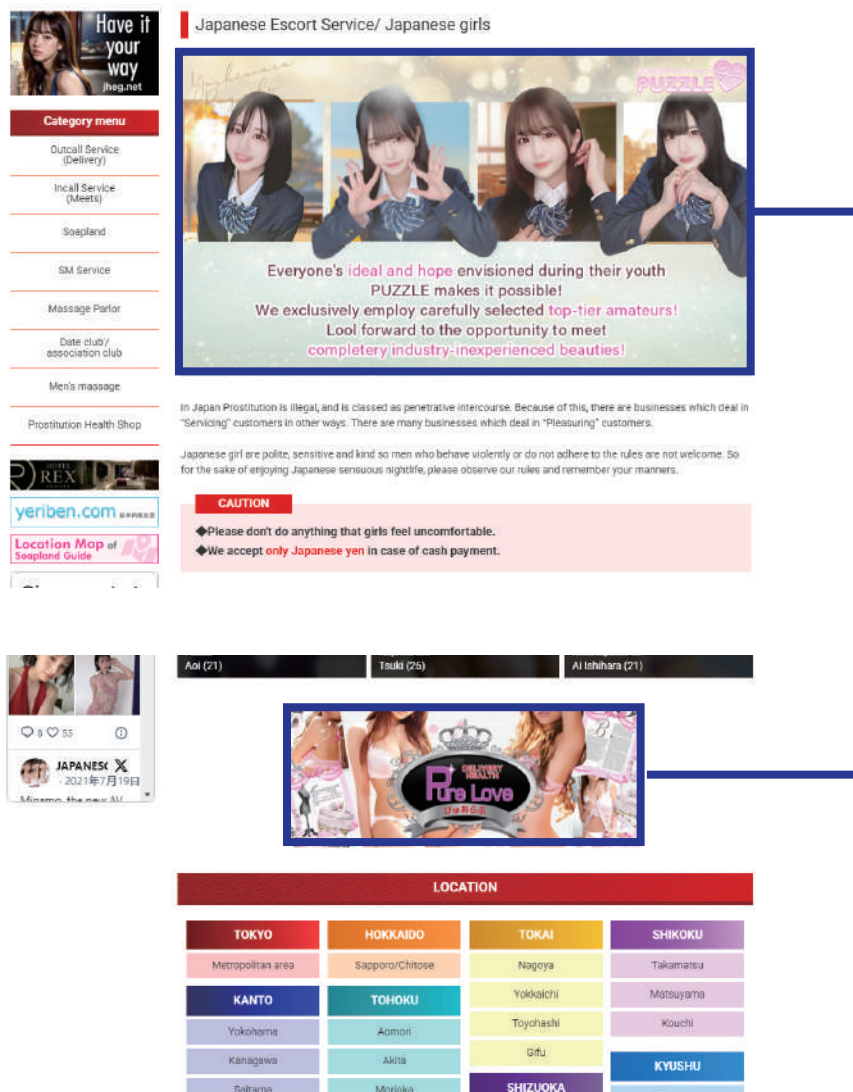 Have it
your
way
jheg.net
Category menu
Outcall Service
(Delivery)
Incall Service
(Meets)
Soapland
SM Service
Massage Parlor
Date club/
association club
Men's massage
Prostitution Health Shop
HOTEL
REX
yeriben.com
Location Map of
Soapland Guide
Japanese Escort Service/ Japanese girls
PUZZLE
Everyone's ideal and hope envisioned during their youth
PUZZLE makes it possible!
We exclusively employ carefully selected top-tier amateurs!
Lool forward to the opportunity to meet
completery industry-inexperienced beauties!
In Japan Prostitution is illegal, and is classed as penetrative intercourse. Because of this, there are businesses which deal in
"Servicing" customers in other ways. There are many businesses which deal in "Pleasuring" customers.
Japanese girl are polite, sensitive and kind so men who behave violently or do not adhere to the rules are not welcome. So
for the sake of enjoying Japanese sensuous nightlife, please observe our rules and remember your manners.
CAUTION
◆Please don't do anything that girls feel uncomfortable.
◆We accept only Japanese yen in case of cash payment.
8 55
JAPANESE
· 2021年7月19日
Aoi (21)
Tsuki (26)
Ai Ishihara (21)
DELIVERY
HEALTH
Pure Love
ぴゅあらぶ
LOCATION
TOKYO
Metropolitan area
KANTO
Yokohama
Kanagawa
Saitama
HOKKAIDO
Sapporo/Chitose
TOHOKU
Aomori
Akita
Morioka
TOKAI
Nagoya
Yokkaichi
Toyohashi
Gifu
SHIZUOKA
SHIKOKU
Takamatsu
Matsuyama
Kouchi
KYUSHU